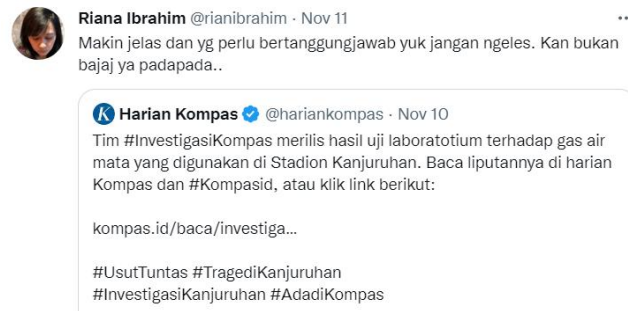 Riana Ibrahim @rianibrahim · Nov 11
Makin jelas dan yg perlu bertanggungjawab yuk jangan ngeles. Kan bukan
bajaj ya padapada..
K Harian Kompas @hariankompas · Nov 10
Tim #InvestigasiKompas merilis hasil uji laboratotium terhadap gas air
mata yang digunakan di Stadion Kanjuruhan. Baca liputannya di harian
Kompas dan #Kompasid, atau klik link berikut:
kompas.id/baca/investiga...
#UsutTuntas #TragediKanjuruhan
#InvestigasiKanjuruhan #AdadiKompas